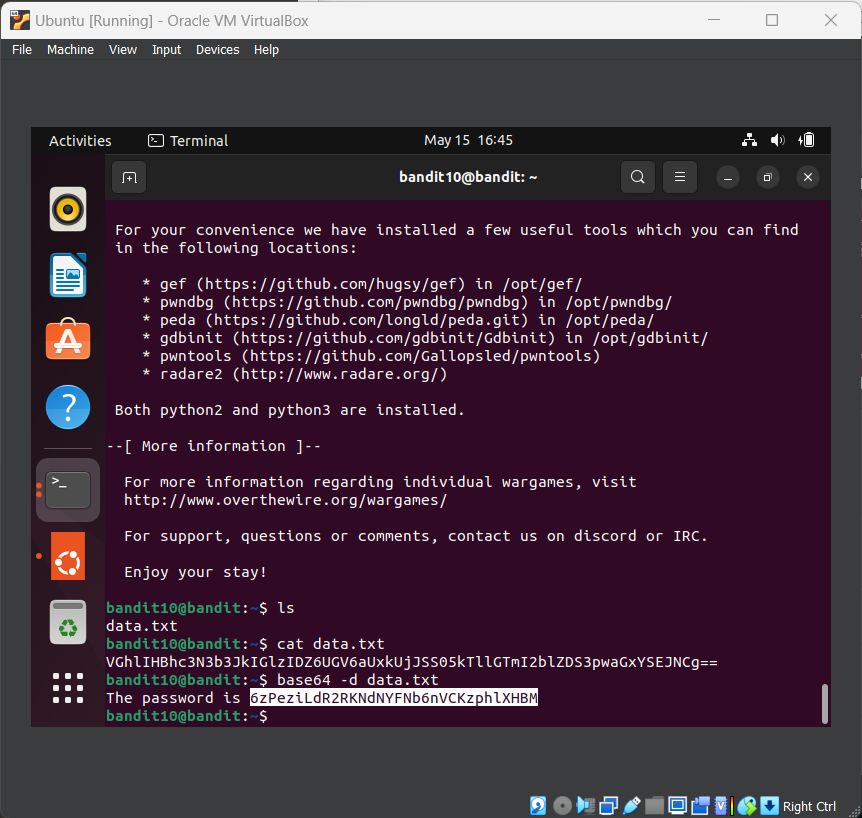 Ubuntu [Running] - Oracle VM VirtualBox
File Machine View Input Devices Help
Activities Terminal May 15 16:45
bandit10@bandit: ~
For your convenience we have installed a few useful tools which you can find
in the following locations:
* gef (https://github.com/hugsy/gef) in /opt/gef/
* pwndbg (https://github.com/pwndbg/pwndbg) in /opt/pwndbg/
* peda (https://github.com/longld/peda.git) in /opt/peda/
* gdbinit (https://github.com/gdbinit/Gdbinit) in /opt/gdbinit/
* pwntools (https://github.com/Gallopsled/pwntools)
* radare2 (http://www.radare.org/)
Both python2 and python3 are installed.
--[ More information ]--
For more information regarding individual wargames, visit
http://www.overthewire.org/wargames/
For support, questions or comments, contact us on discord or IRC.
Enjoy your stay!
bandit10@bandit:~$ ls
data.txt
bandit10@bandit:~$ cat data.txt
VGhlIHBhc3N3b3JkIGlzIDZ6UGV6aUxkUjJSS05kTllGTmI2blZDS3pwaGxYSEJNCg==
bandit10@bandit:~$ base64 -d data.txt
The password is 6zPeziLdR2RKNdNYFNb6nVCKzphlXHBM
bandit10@bandit:~$
Right Ctrl